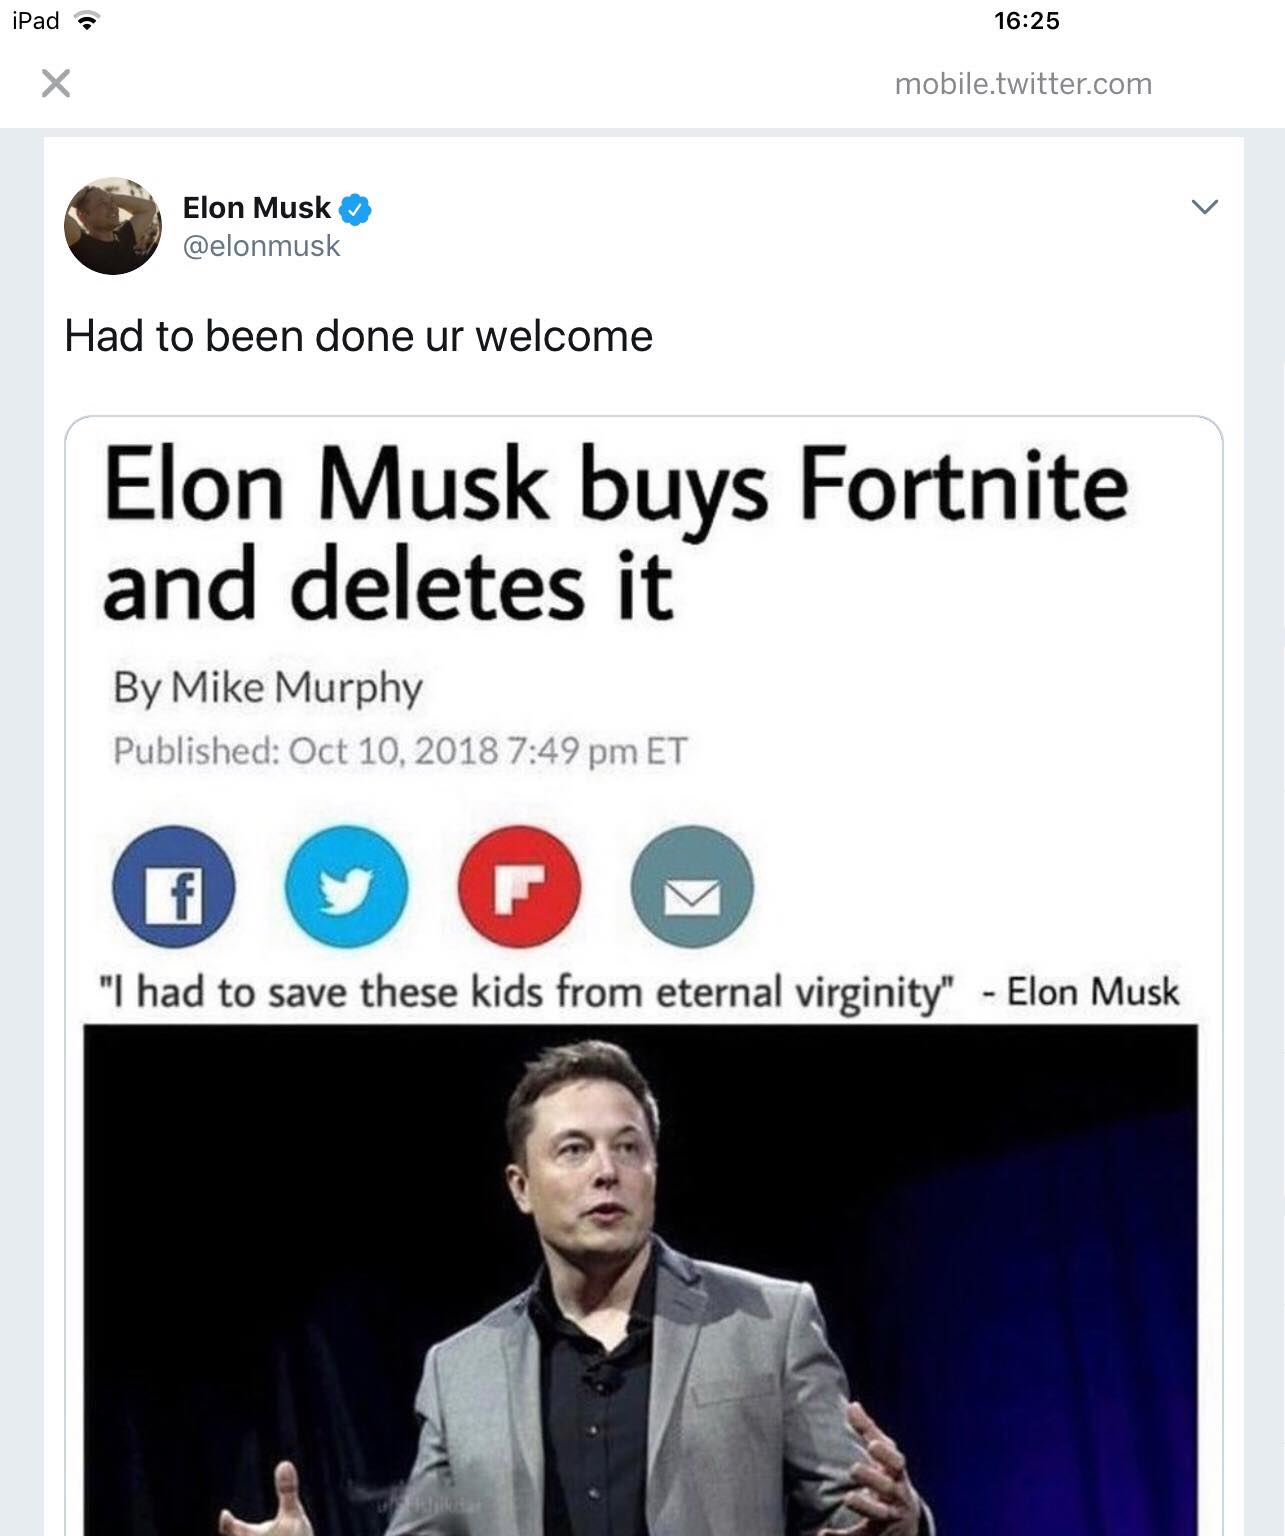 iPad
16:25
mobile.twitter.com
Elon Musk
@elonmusk
Had to been done ur welcome
Elon Musk buys Fortnite
and deletes it
By Mike Murphy
Published: Oct 10, 2018 7:49 pm ET
"I had to save these kids from eternal virginity" - Elon Musk